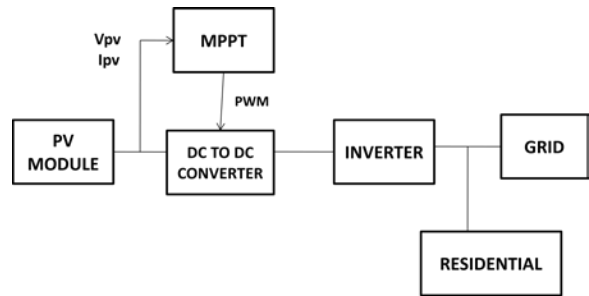 Vpv
Ipv
MPPT
PWM
PV
MODULE
DC TO DC
CONVERTER
INVERTER
GRID
RESIDENTIAL